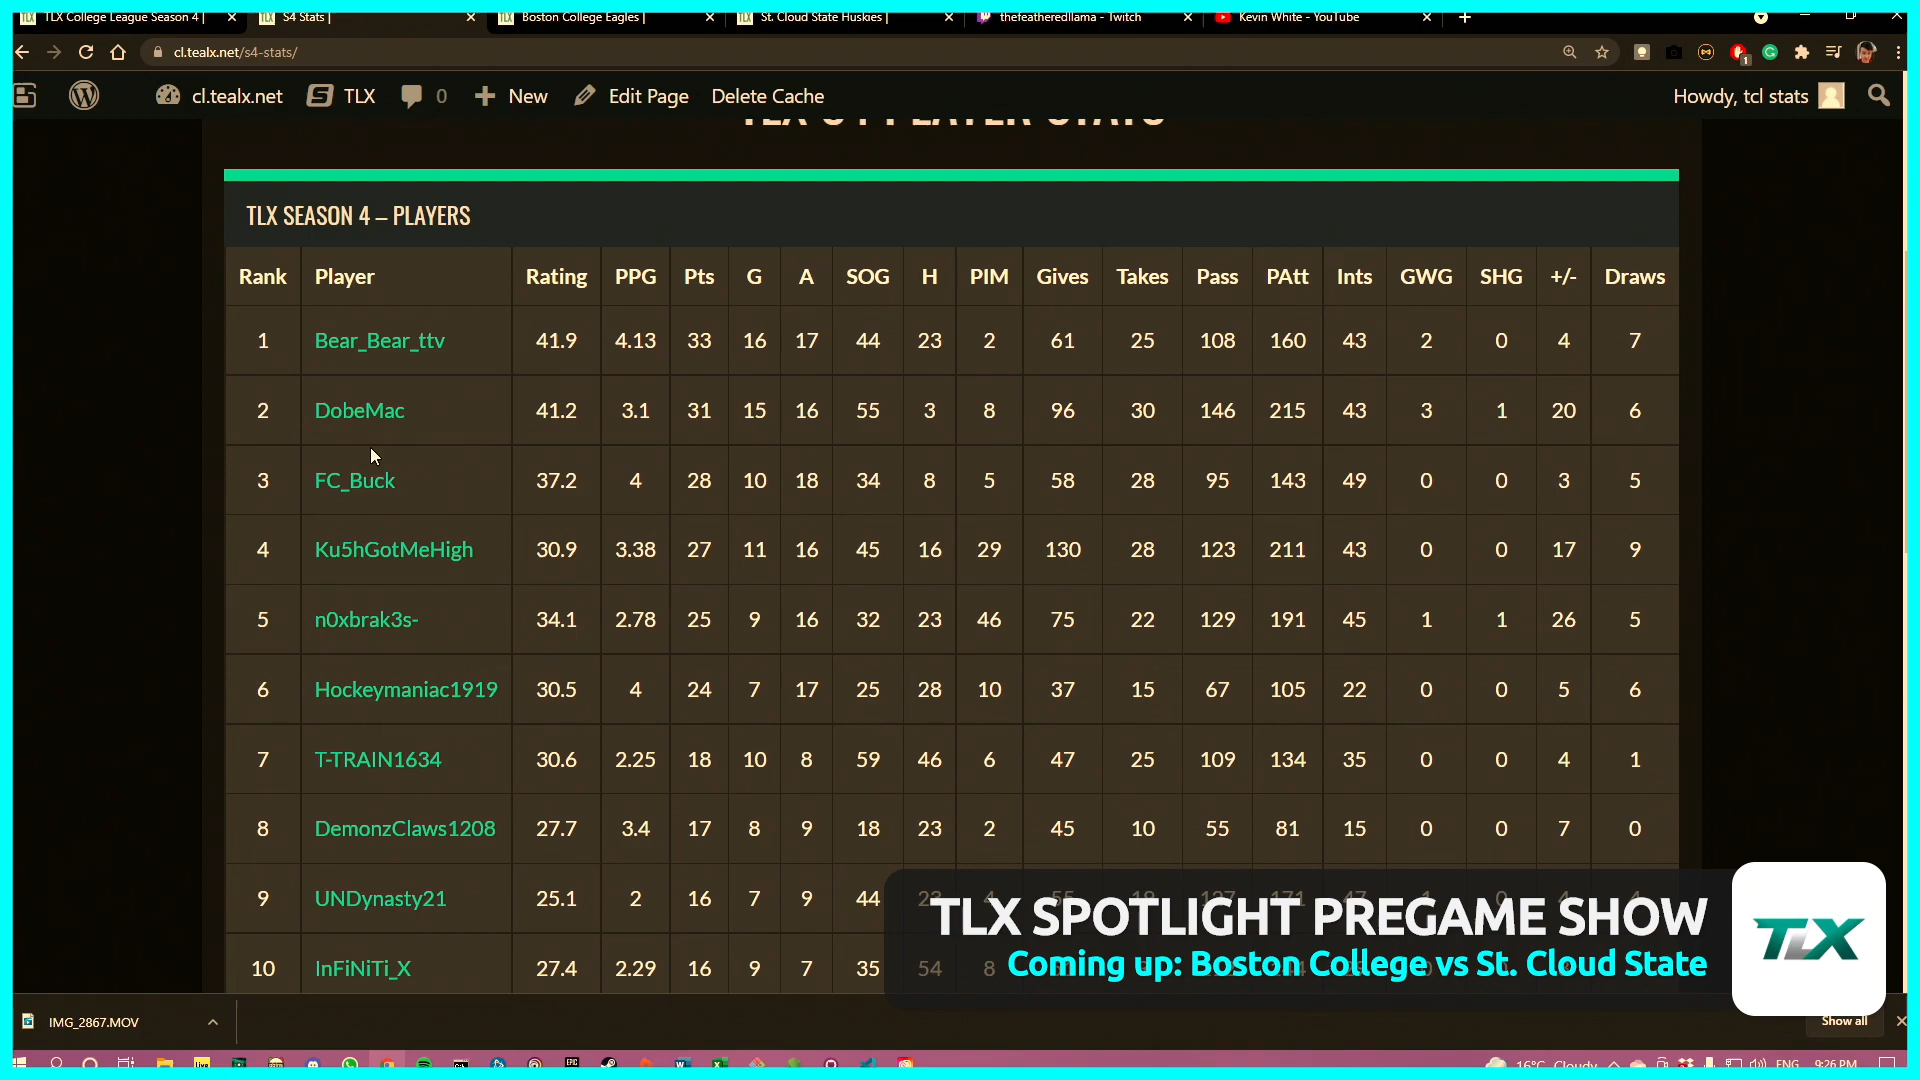 TLX College League Season 4 | S4 Stats | Boston College Eagles | St. Cloud State Huskies | thefeatheredllama - Twitch Kevin White - YouTube
cl.tealx.net/s4-stats/
cl.tealx.net TLX 0 New Edit Page Delete Cache Howdy, tcl stats
TLX S4 PLAYER STATS
TLX SEASON 4 – PLAYERS
Rank Player Rating PPG Pts G A SOG H PIM Gives Takes Pass PAtt Ints GWG SHG +/- Draws
1 Bear_Bear_ttv 41.9 4.13 33 16 17 44 23 2 61 25 108 160 43 2 0 4 7
2 DobeMac 41.2 3.1 31 15 16 55 3 8 96 30 146 215 43 3 1 20 6
3 FC_Buck 37.2 4 28 10 18 34 8 5 58 28 95 143 49 0 0 3 5
4 Ku5hGotMeHigh 30.9 3.38 27 11 16 45 16 29 130 28 123 211 43 0 0 17 9
5 n0xbrak3s- 34.1 2.78 25 9 16 32 23 46 75 22 129 191 45 1 1 26 5
6 Hockeymaniac1919 30.5 4 24 7 17 25 28 10 37 15 67 105 22 0 0 5 6
7 T-TRAIN1634 30.6 2.25 18 10 8 59 46 6 47 25 109 134 35 0 0 4 1
8 DemonzClaws1208 27.7 3.4 17 8 9 18 23 2 45 10 55 81 15 0 0 7 0
9 UNDynasty21 25.1 2 16 7 9 44
10 InFiNiTi_X 27.4 2.29 16 9 7 35 54 8
TLX SPOTLIGHT PREGAME SHOW
Coming up: Boston College vs St. Cloud State
TLX
IMG_2867.MOV Show all
16°C Cloudy ENG 9:26 PM